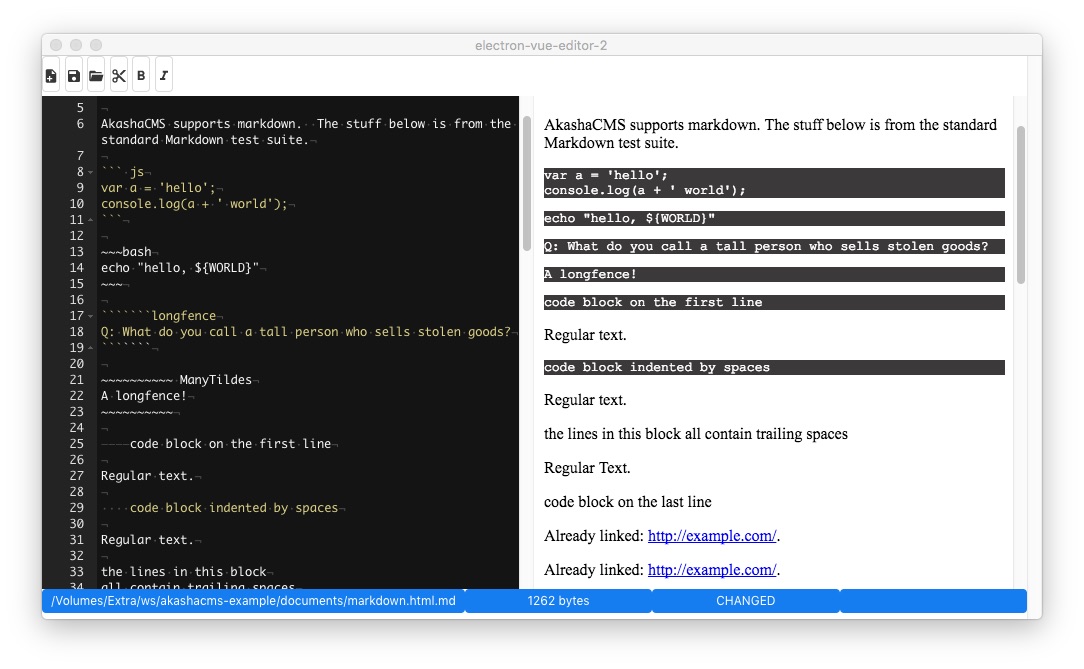 electron-vue-editor-2
B I
5 ¬
6 AkashaCMS·supports·markdown.··The·stuff·below·is·from·the·
standard·Markdown·test·suite.¬
7 ¬
8 ```·js¬
9 var·a·=·'hello';¬
10 console.log(a·+·'·world');¬
11 ```¬
12 ¬
13 ~~~bash¬
14 echo·"hello,·${WORLD}"¬
15 ~~~¬
16 ¬
17 ```````longfence¬
18 Q:·What·do·you·call·a·tall·person·who·sells·stolen·goods?¬
19 ```````¬
20 ¬
21 ~~~~~~~~~~·ManyTildes¬
22 A·longfence!¬
23 ~~~~~~~~~~¬
24 ¬
25 ————code·block·on·the·first·line¬
26 ¬
27 Regular·text.¬
28 ¬
29 ····code·block·indented·by·spaces¬
30 ¬
31 Regular·text.¬
32 ¬
33 the·lines·in·this·block¬
34 all·contain·trailing·spaces
AkashaCMS supports markdown. The stuff below is from the standard
Markdown test suite.
var a = 'hello';
console.log(a + ' world');
echo "hello, ${WORLD}"
Q: What do you call a tall person who sells stolen goods?
A longfence!
code block on the first line
Regular text.
code block indented by spaces
Regular text.
the lines in this block all contain trailing spaces
Regular Text.
code block on the last line
Already linked: http://example.com/.
Already linked: http://example.com/.
/Volumes/Extra/ws/akashacms-example/documents/markdown.html.md
1262 bytes
CHANGED